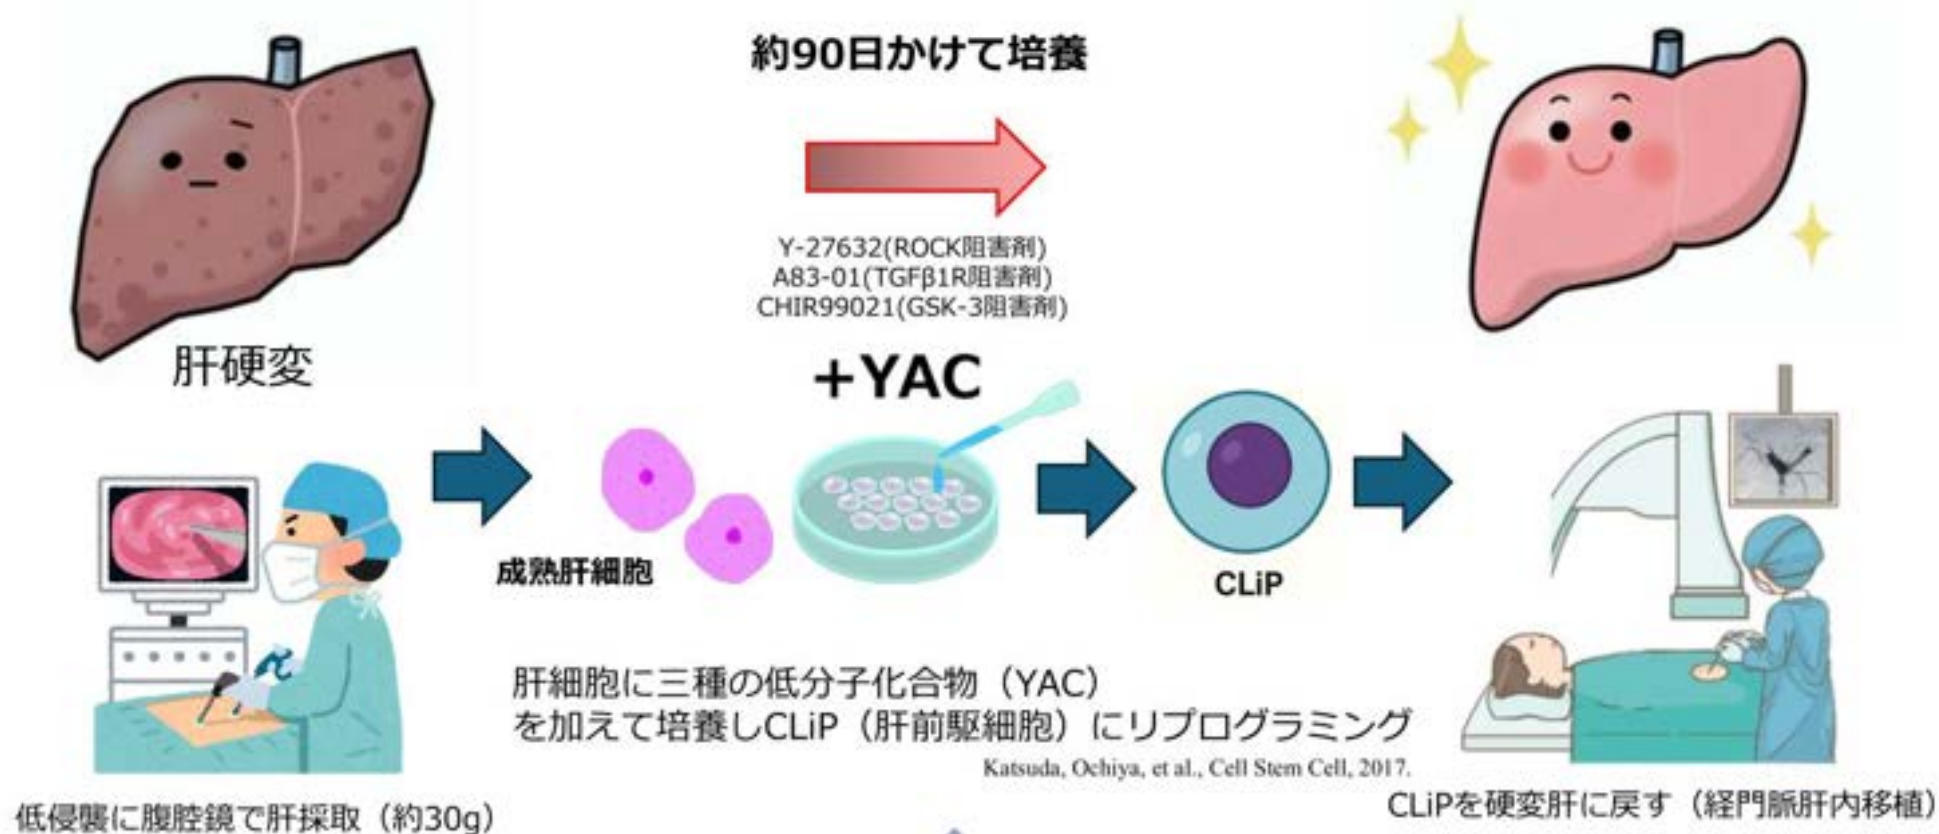 約90日かけて培養
Y-27632(ROCK阻害剤)
A83-01(TGFβ1R阻害剤)
CHIR99021(GSK-3阻害剤)
肝硬変
+YAC
成熟肝細胞
CLiP
肝細胞に三種の低分子化合物（YAC）
を加えて培養しCLiP（肝前駆細胞）にリプログラミング
Katsuda, Ochiya, et al., Cell Stem Cell, 2017.
低侵襲に腹腔鏡で肝採取（約30g）
CLiPを硬変肝に戻す（経門脈肝内移植）